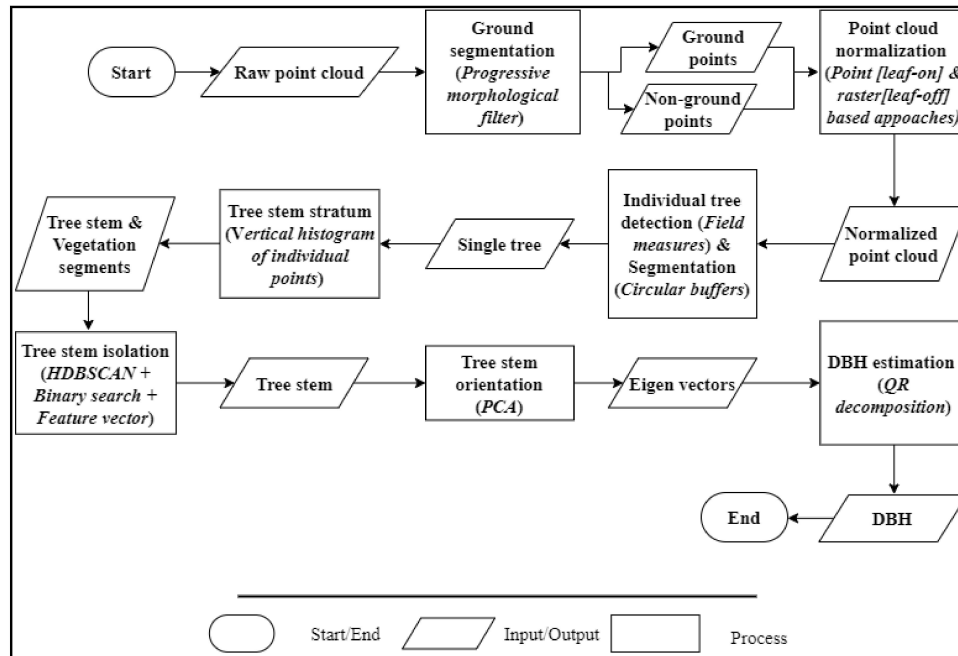 Start
Raw point cloud
Ground
segmentation
(Progressive
morphological
filter)
Ground
points
Non-ground
points
Point cloud
normalization
(Point [leaf-on] &
raster[leaf-off]
based appoaches)
Normalized
point cloud
Individual tree
detection (Field
measures) &
Segmentation
(Circular buffers)
Single tree
Tree stem stratum
(Vertical histogram
of individual
points)
Tree stem &
Vegetation
segments
Tree stem isolation
(HDBSCAN +
Binary search +
Feature vector)
Tree stem
Tree stem
orientation
(PCA)
Eigen vectors
DBH estimation
(QR
decomposition)
DBH
End
Start/End
Input/Output
Process